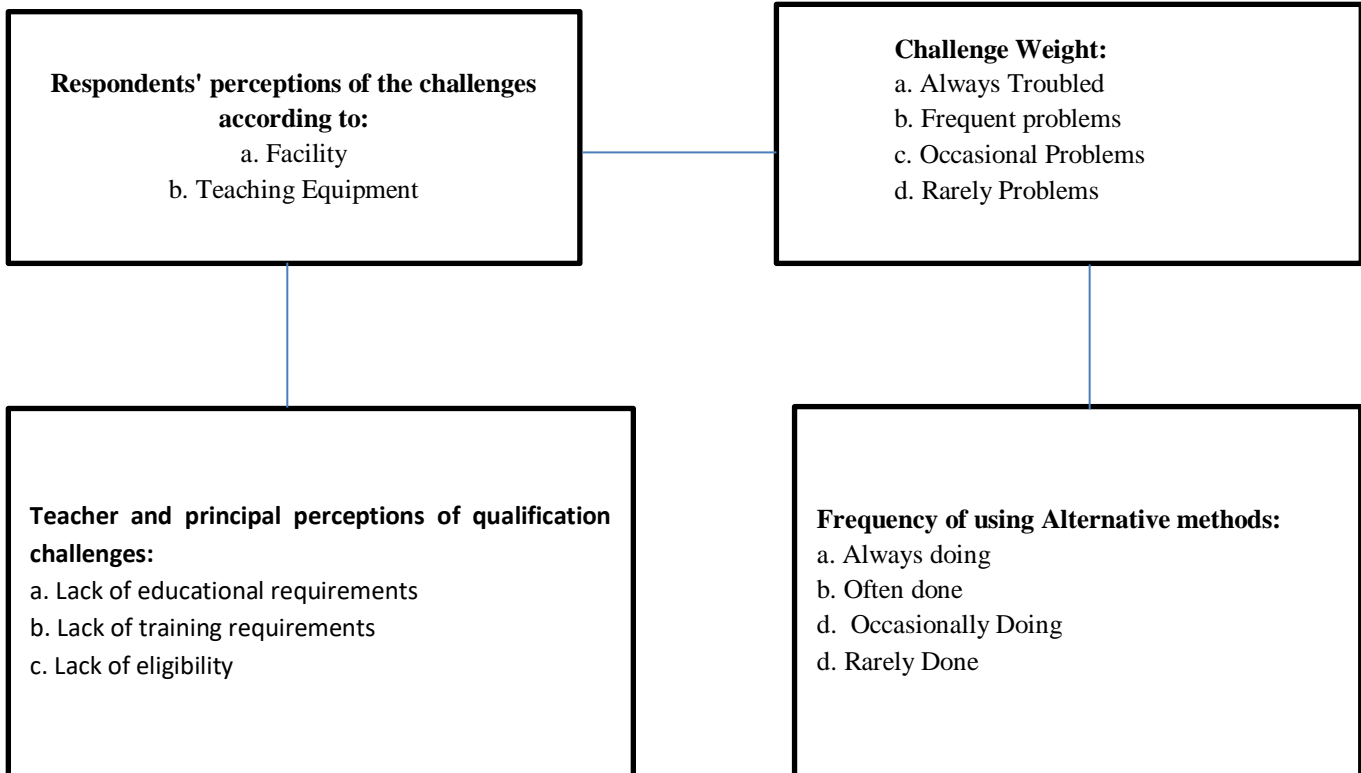 Respondents' perceptions of the challenges
according to:
a. Facility
b. Teaching Equipment
Challenge Weight:
a. Always Troubled
b. Frequent problems
c. Occasional Problems
d. Rarely Problems
Teacher and principal perceptions of qualification
challenges:
a. Lack of educational requirements
b. Lack of training requirements
c. Lack of eligibility
Frequency of using Alternative methods:
a. Always doing
b. Often done
d. Occasionally Doing
d. Rarely Done